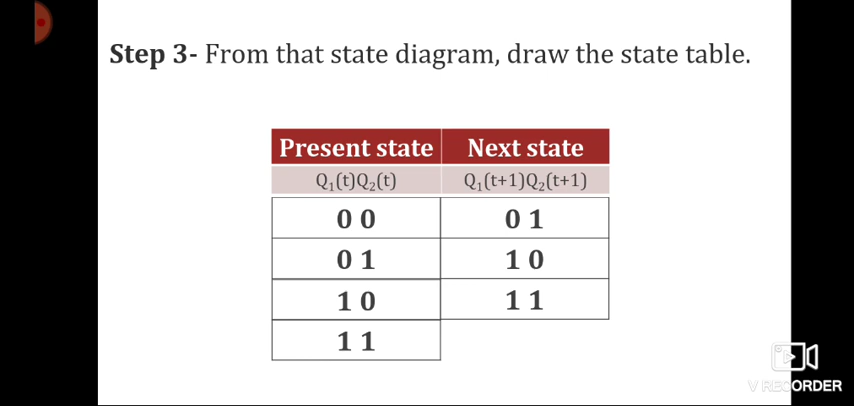 Step 3- From that state diagram, draw the state table.
Present state Next state
Q₁(t)Q₂(t) Q₁(t+1)Q₂(t+1)
0 0 0 1
0 1 1 0
1 0 1 1
1 1
V RECORDER